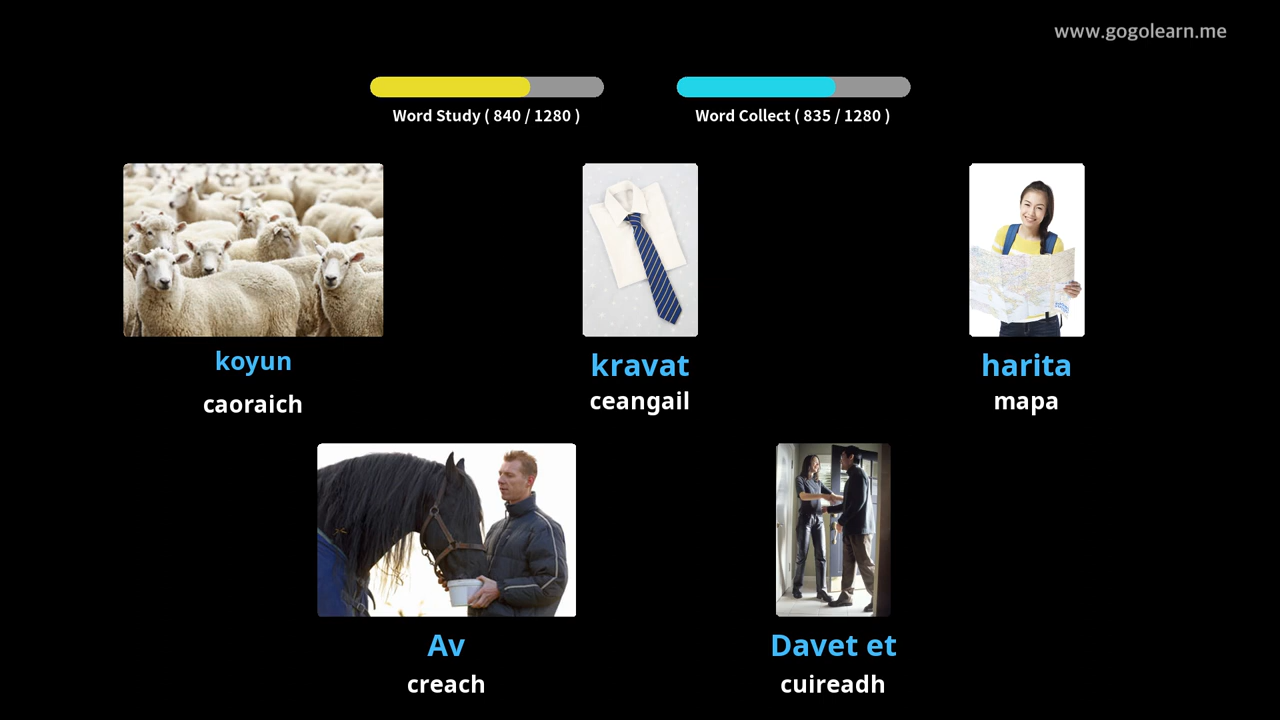 www.gogolearn.me
Word Study ( 840 / 1280 )
Word Collect ( 835 / 1280 )
koyun
caoraich
kravat
ceangail
harita
mapa
Av
creach
Davet et
cuireadh